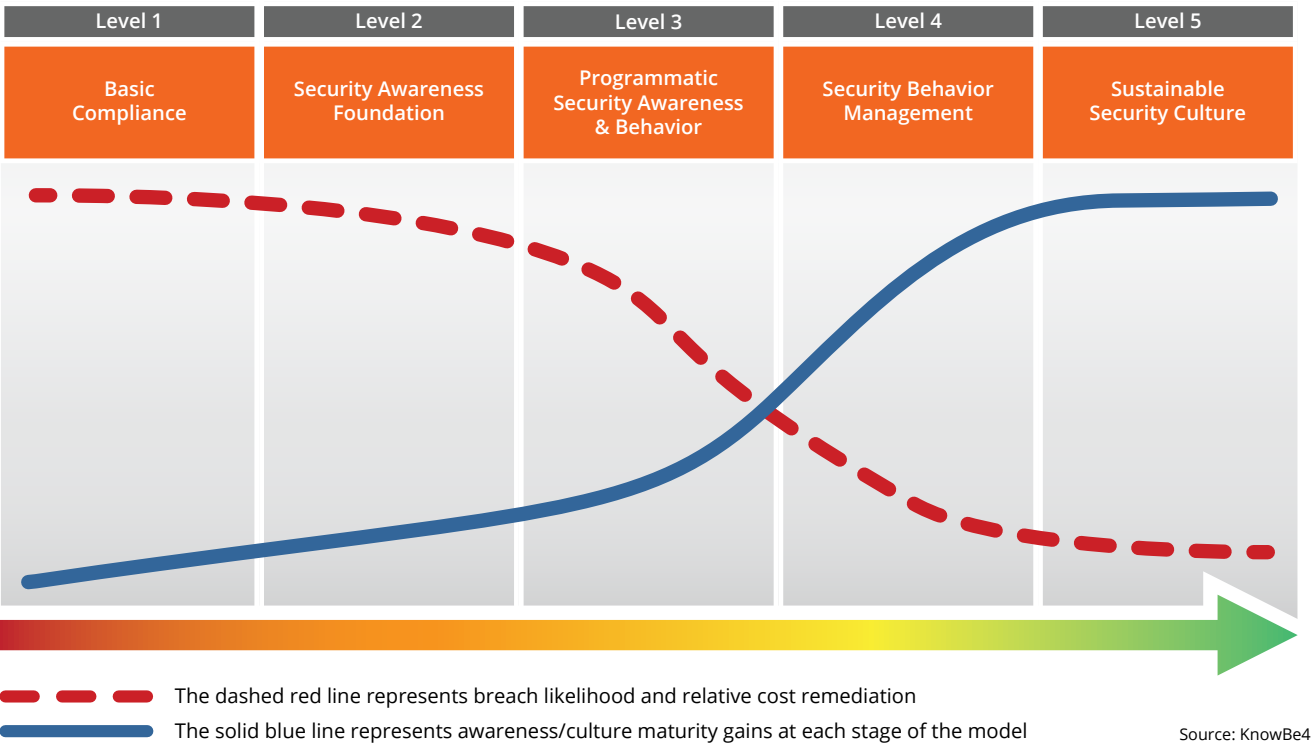 Level 1
Level 2
Level 3
Level 4
Level 5
Basic
Compliance
Security Awareness
Foundation
Programmatic
Security Awareness
& Behavior
Security Behavior
Management
Sustainable
Security Culture
The dashed red line represents breach likelihood and relative cost remediation
The solid blue line represents awareness/culture maturity gains at each stage of the model
Source: KnowBe4